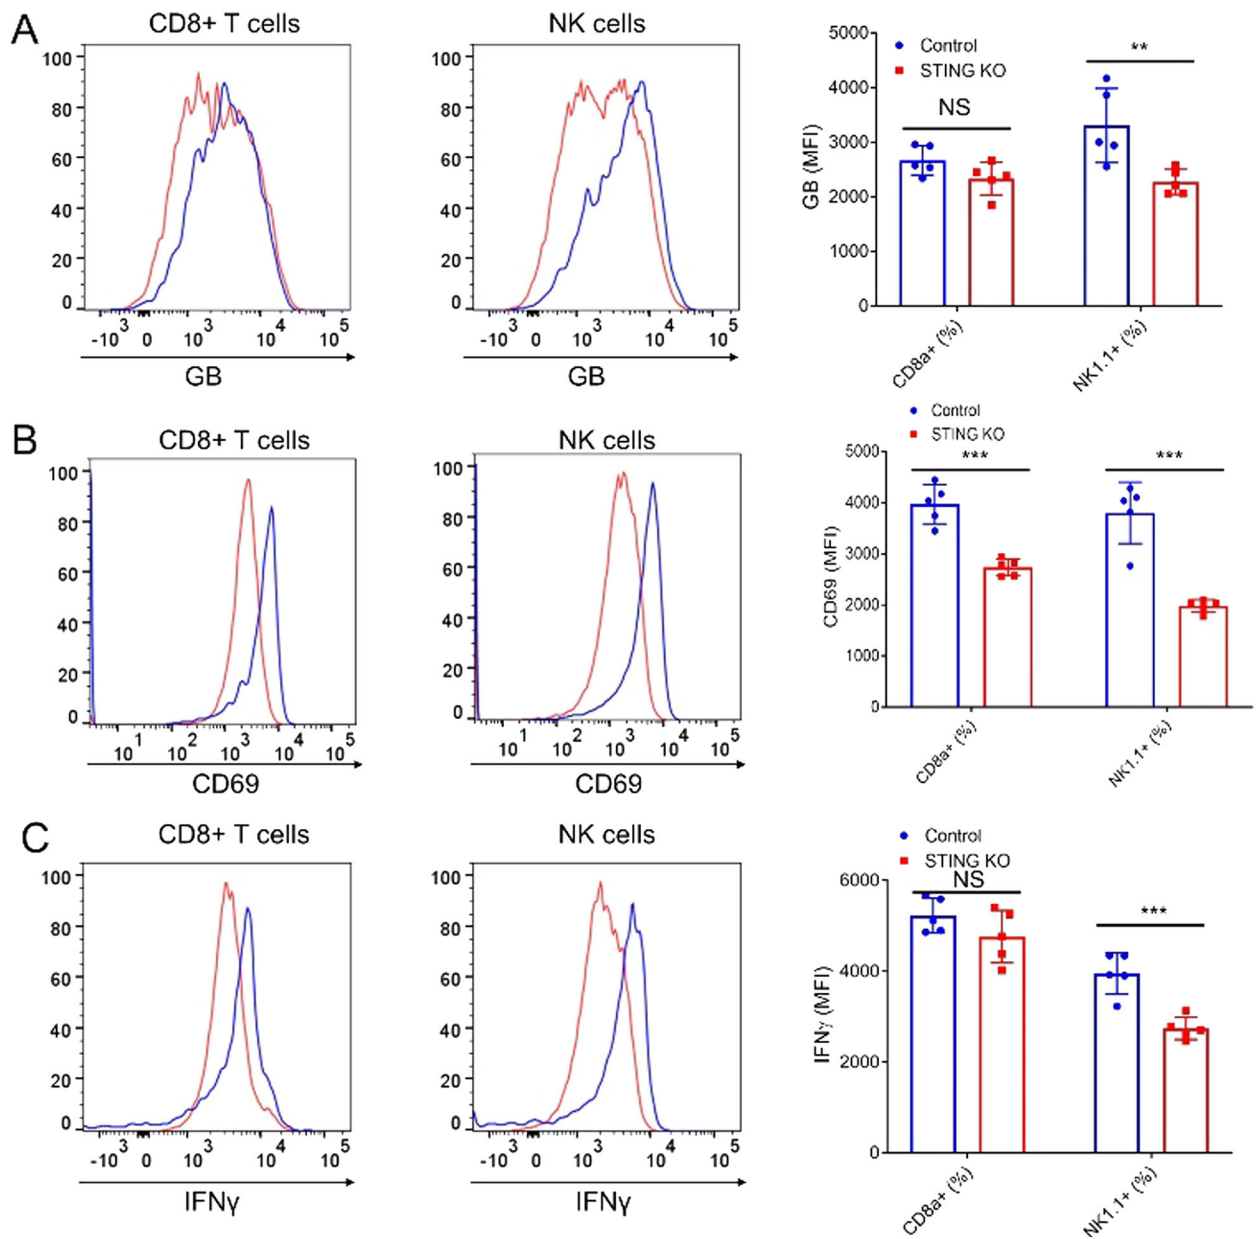 A
CD8+ T cells
NK cells
100
80
60
40
20
0
-10 3 0 10 3 10 4 10 5
GB
100
80
60
40
20
0
-10 3 0 10 3 10 4 10 5
GB
Control
STING KO
NS
**
GB (MFI)
5000
4000
3000
2000
1000
0
CD8a+ (%)
NK1.1+ (%)
B
CD8+ T cells
NK cells
100
80
60
40
20
0
10 1 10 2 10 3 10 4 10 5
CD69
100
80
60
40
20
0
10 1 10 2 10 3 10 4 10 5
CD69
Control
STING KO
***
***
CD69 (MFI)
5000
4000
3000
2000
1000
0
CD8a+ (%)
NK1.1+ (%)
C
CD8+ T cells
NK cells
100
80
60
40
20
0
-10 3 0 10 3 10 4 10 5
IFNγ
100
80
60
40
20
0
-10 3 0 10 3 10 4 10 5
IFNγ
Control
STING KO
NS
***
IFNγ (MFI)
6000
4000
2000
0
CD8a+ (%)
NK1.1+ (%)